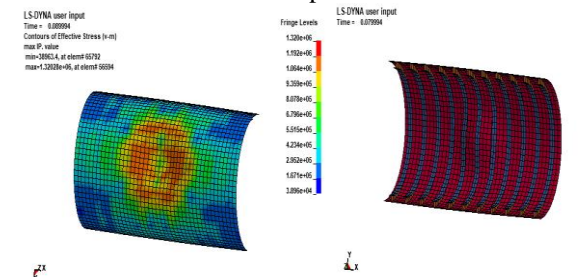 LS-DYNA user input
Time = 0.089994
Contours of Effective Stress (v-m)
max IP. value
min=38963.4, at elem# 65792
max=1.32028e+06, at elem# 56594
Fringe Levels
1.320e+06
1.192e+06
1.064e+06
9.359e+05
8.078e+05
6.796e+05
5.515e+05
4.234e+05
2.952e+05
1.671e+05
3.896e+04
Z X
LS-DYNA user input
Time = 0.079994
Y
X